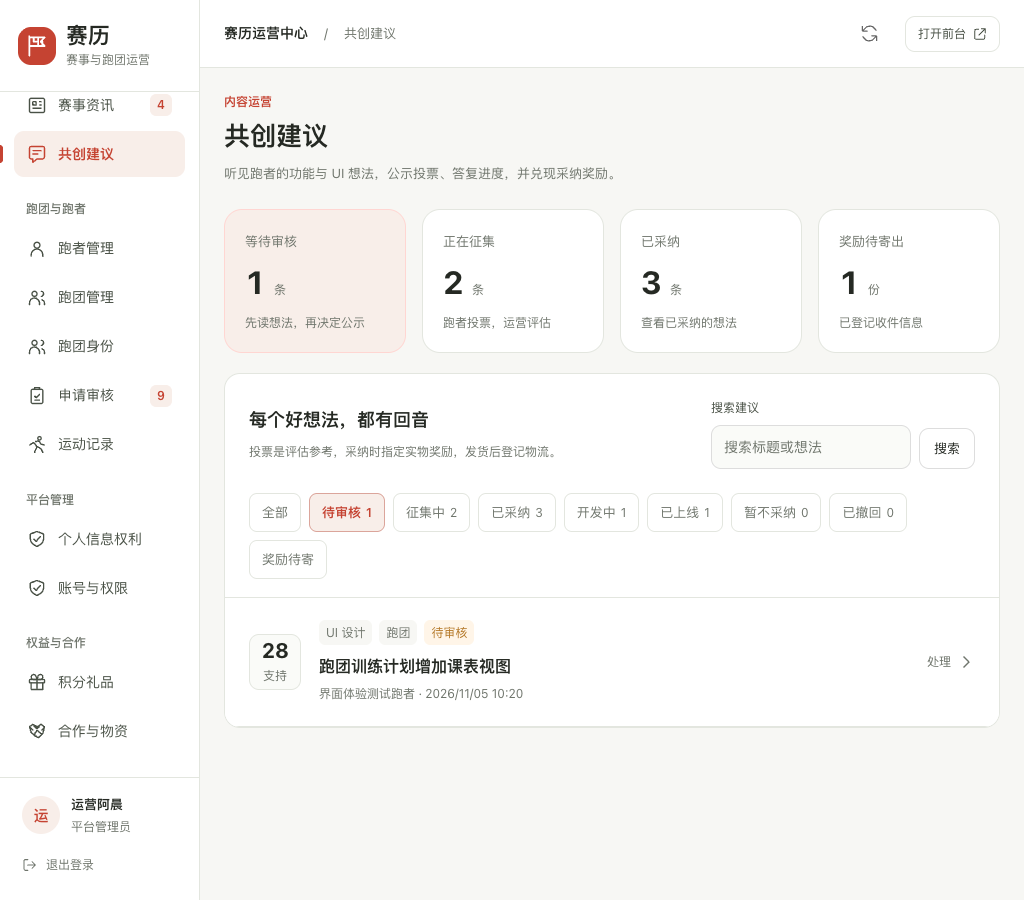 赛历
赛事与跑团运营
赛事资讯 4
共创建议
跑团与跑者
跑者管理
跑团管理
跑团身份
申请审核 9
运动记录
平台管理
个人信息权利
账号与权限
权益与合作
积分礼品
合作与物资
运
运营阿晨
平台管理员
退出登录
赛历运营中心 / 共创建议
打开前台
内容运营
共创建议
听见跑者的功能与 UI 想法，公示投票、答复进度，并兑现采纳奖励。
等待审核
1 条
先读想法，再决定公示
正在征集
2 条
跑者投票，运营评估
已采纳
3 条
查看已采纳的想法
奖励待寄出
1 份
已登记收件信息
每个好想法，都有回音
投票是评估参考，采纳时指定实物奖励，发货后登记物流。
搜索建议
搜索标题或想法 搜索
全部 待审核 1 征集中 2 已采纳 3 开发中 1 已上线 1 暂不采纳 0 已撤回 0
奖励待寄
28
支持
UI 设计 跑团 待审核
跑团训练计划增加课表视图
界面体验测试跑者 · 2026/11/05 10:20
处理